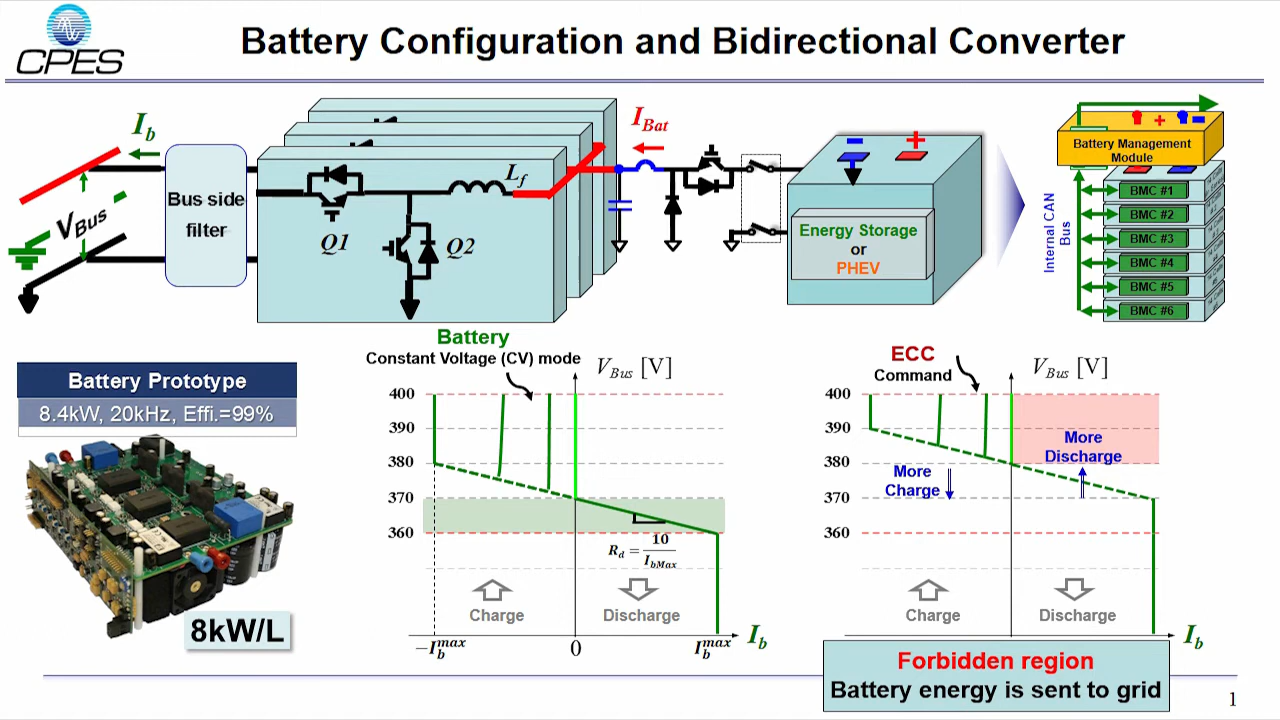 CPES
Battery Configuration and Bidirectional Converter
I_b
V_Bus
Bus side
filter
Q1
Q2
L_f
I_Bat
Energy Storage
or
PHEV
Battery Management
Module
Internal CAN
Bus
BMC #1
BMC #2
BMC #3
BMC #4
BMC #5
BMC #6
Battery Prototype
8.4kW, 20kHz, Effi.=99%
8kW/L
Battery
Constant Voltage (CV) mode
V_Bus [V]
400
390
380
370
360
R_d = 10/I_bMax
Charge
Discharge
−I_b^max
0
I_b^max
I_b
ECC
Command
V_Bus [V]
400
390
380
370
360
More
Discharge
More
Charge
Charge
Discharge
I_b
Forbidden region
Battery energy is sent to grid
1